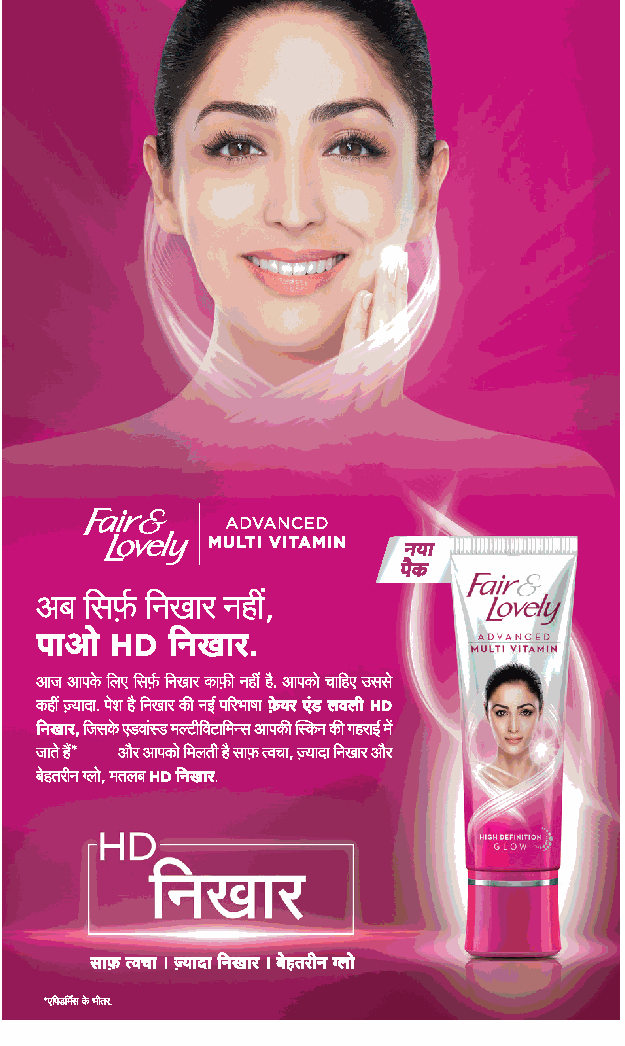 Fair &
Lovely
ADVANCED
MULTI VITAMIN
नया
पैक
Fair &
Lovely
ADVANCED
MULTI VITAMIN
HIGH DEFINITION
GLOW
अब सिर्फ़ निखार नहीं,
पाओ HD निखार.
आज आपके लिए सिर्फ़ निखार काफ़ी नहीं है. आपको चाहिए उससे
कहीं ज़्यादा. पेश है निखार की नई परिभाषा फ़ेयर एंड लवली HD
निखार, जिसके एडवांस्ड मल्टीविटामिन्स आपकी स्किन की गहराई में
जाते हैं* और आपको मिलती है साफ़ त्वचा, ज़्यादा निखार और
बेहतरीन ग्लो, मतलब HD निखार.
HD
निखार
साफ़ त्वचा । ज़्यादा निखार । बेहतरीन ग्लो
*एपिडर्मिस के भीतर.